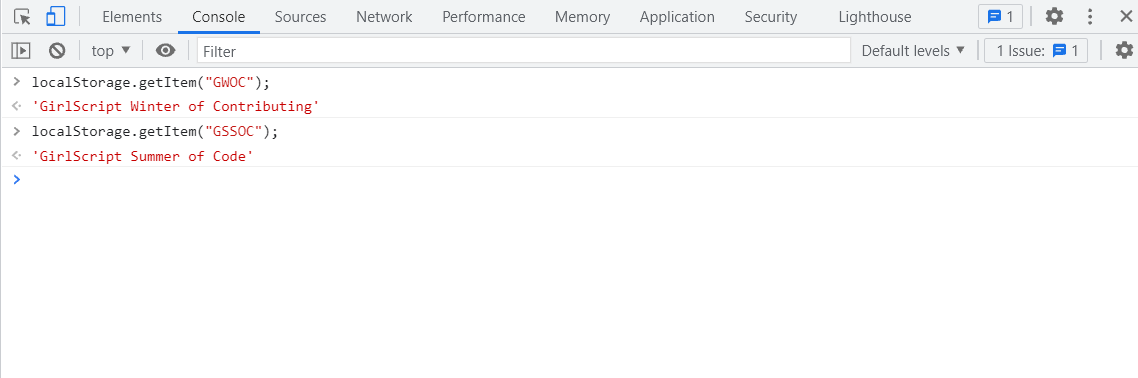 Elements Console Sources Network Performance Memory Application Security Lighthouse 1
top Filter Default levels 1 Issue: 1
localStorage.getItem("GWOC");
'GirlScript Winter of Contributing'
localStorage.getItem("GSSOC");
'GirlScript Summer of Code'